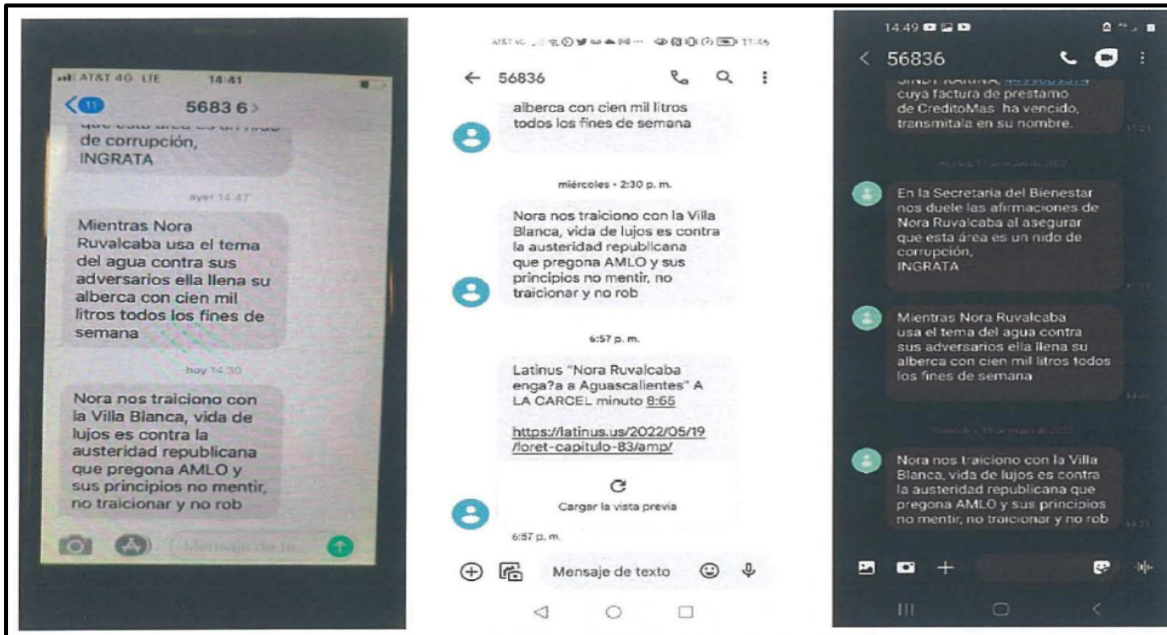 AT&T 4G LTE 14:41
11
5683 6 >
de corrupción,
INGRATA
ayer 14:47
Mientras Nora
Ruvalcaba usa el tema
del agua contra sus
adversarios ella llena su
alberca con cien mil
litros todos los fines de
semana
hoy 14:30
Nora nos traiciono con
la Villa Blanca, vida de
lujos es contra la
austeridad republicana
que pregona AMLO y
sus principios no mentir,
no traicionar y no rob
Mensaje de te
AT&T 4G 11:46
56836
alberca con cien mil litros
todos los fines de semana
miércoles • 2:30 p. m.
Nora nos traiciono con la Villa
Blanca, vida de lujos es contra
la austeridad republicana
que pregona AMLO y sus
principios no mentir, no
traicionar y no rob
6:57 p. m.
Latinus "Nora Ruvalcaba
enga?a a Aguascalientes" A
LA CARCEL minuto 8:65
https://latinus.us/2022/05/19
/loret-capitulo-83/amp/
Cargar la vista previa
6:57 p. m.
Mensaje de texto
14:49
56836
cuya factura de prestamo
de CreditoMas ha vencido,
transmitala en su nombre.
En la Secretaria del Bienestar
nos duele las afirmaciones de
Nora Ruvalcaba al asegurar
que esta área es un nido de
corrupción,
INGRATA
Mientras Nora Ruvalcaba
usa el tema del agua contra
sus adversarios ella llena su
alberca con cien mil litros todos
los fines de semana
Nora nos traiciono con la Villa
Blanca, vida de lujos es contra
la austeridad republicana que
pregona AMLO y sus principios
no mentir, no traicionar y no rob